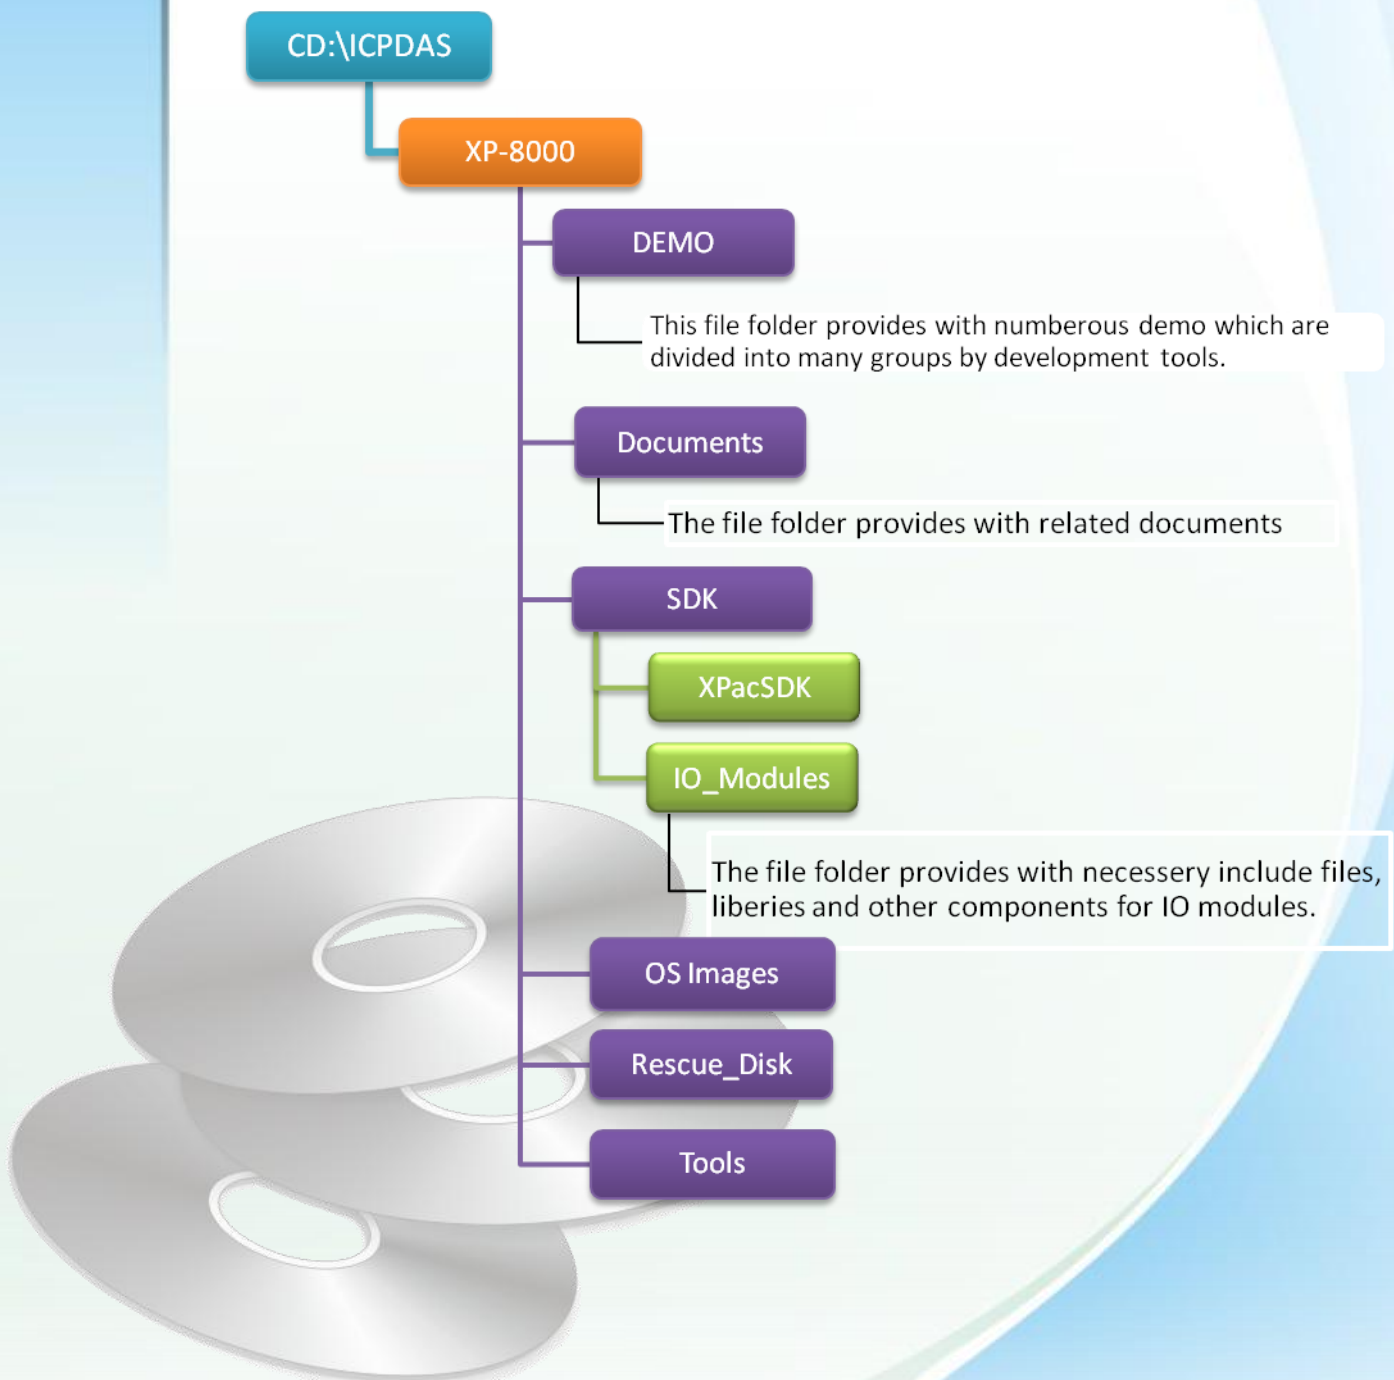 CD:\ICPDAS
XP-8000
DEMO
This file folder provides with numberous demo which are
divided into many groups by development tools.
Documents
The file folder provides with related documents
SDK
XPacSDK
IO_Modules
The file folder provides with necessery include files,
liberies and other components for IO modules.
OS Images
Rescue_Disk
Tools